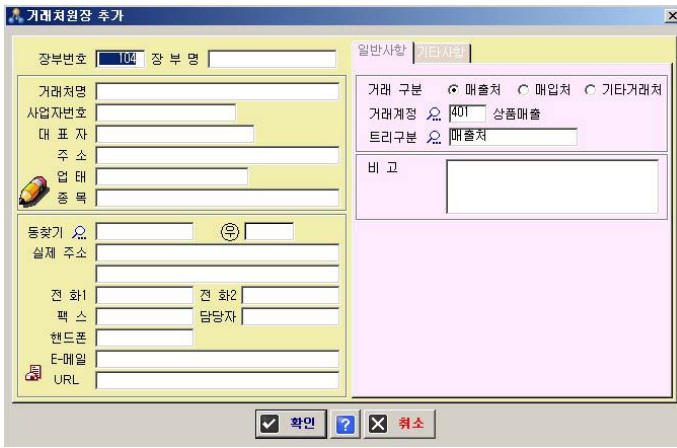 거래처원장 추가
장부번호 104 장 부 명
거래처명
사업자번호
대 표 자
주 소
업 태
종 목
동찾기 우
실제 주소
전 화1 전 화2
팩 스 담당자
핸드폰
E-메일
URL
일반사항 기타사항
거래 구분 매출처 매입처 기타거래처
거래계정 401 상품매출
트리구분 매출처
비 고
확인 ? 취소